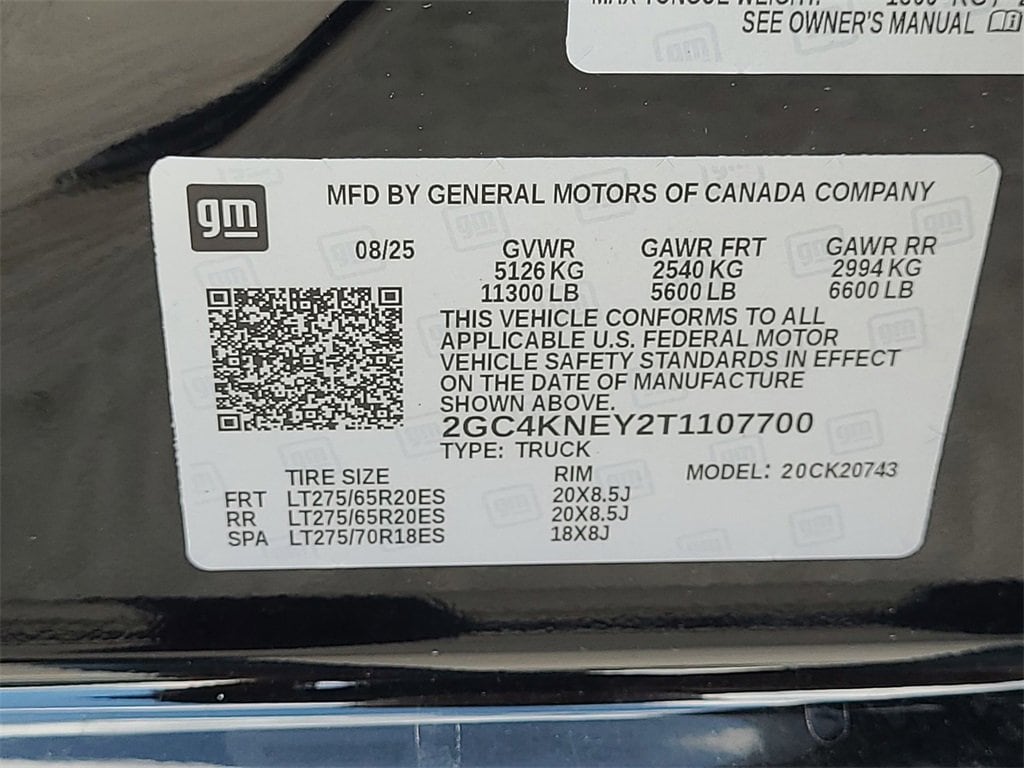 SEE OWNER'S MANUAL
gm
MFD BY GENERAL MOTORS OF CANADA COMPANY
08/25 GVWR GAWR FRT GAWR RR
5126 KG 2540 KG 2994 KG
11300 LB 5600 LB 6600 LB
THIS VEHICLE CONFORMS TO ALL
APPLICABLE U.S. FEDERAL MOTOR
VEHICLE SAFETY STANDARDS IN EFFECT
ON THE DATE OF MANUFACTURE
SHOWN ABOVE.
2GC4KNEY2T1107700
TYPE: TRUCK
TIRE SIZE RIM MODEL: 20CK20743
FRT LT275/65R20ES 20X8.5J
RR LT275/65R20ES 20X8.5J
SPA LT275/70R18ES 18X8J